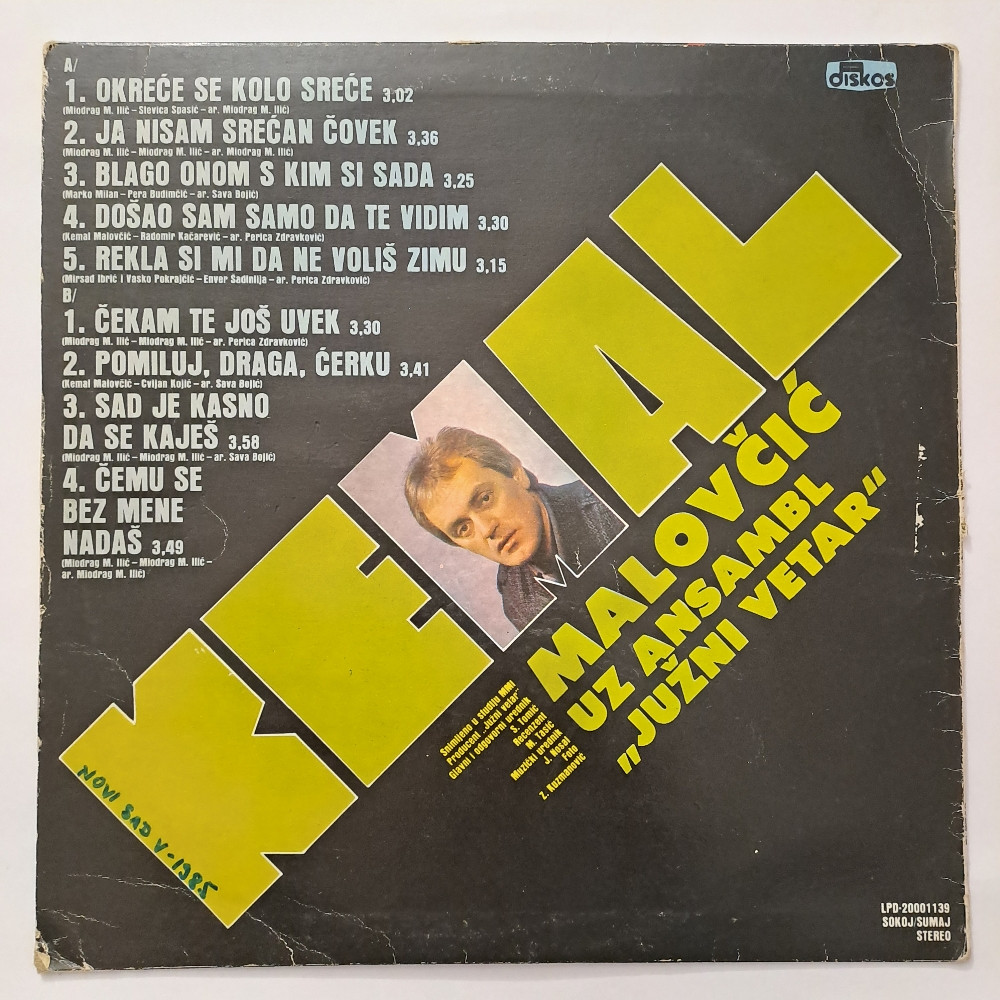 A/
1. OKREĆE SE KOLO SREĆE 3,02
(Miodrag M. Ilić – Stevica Spasić – ar. Miodrag M. Ilić)
2. JA NISAM SREĆAN ČOVEK 3,36
(Miodrag M. Ilić – Miodrag M. Ilić – ar. Miodrag M. Ilić)
3. BLAGO ONOM S KIM SI SADA 3,25
(Marko Milan – Pera Budimčić – ar. Sava Bojić)
4. DOŠAO SAM SAMO DA TE VIDIM 3,30
(Kemal Malovčić – Radomir Kačarević – ar. Perica Zdravković)
5. REKLA SI MI DA NE VOLIŠ ZIMU 3,15
(Mirsad Ibrić i Vasko Pokrajčić – Enver Šadinlija – ar. Perica Zdravković)
B/
1. ČEKAM TE JOŠ UVEK 3,30
(Miodrag M. Ilić – Miodrag M. Ilić – ar. Perica Zdravković)
2. POMILUJ, DRAGA, ĆERKU 3,41
(Kemal Malovčić – Cvijan Kojić – ar. Sava Bojić)
3. SAD JE KASNO
DA SE KAJEŠ 3,58
(Miodrag M. Ilić – Miodrag M. Ilić – ar. Sava Bojić)
4. ČEMU SE
BEZ MENE
NADAŠ 3,49
(Miodrag M. Ilić – Miodrag M. Ilić –
ar. Miodrag M. Ilić)
diskos
KEMAL
MALOVČIĆ
UZ ANSAMBL
„JUŽNI VETAR“
Snimljeno u studiju MMI
Producent „Južni vetar“
Glavni i odgovorni urednik
S. Tomić
Recenzent
M. Tasić
Muzički urednik
J. Kosai
Foto
Z. Kuzmanović
NOVI SAD V-1985
LPD-20001139
SOKOJ/SUMAJ
STEREO